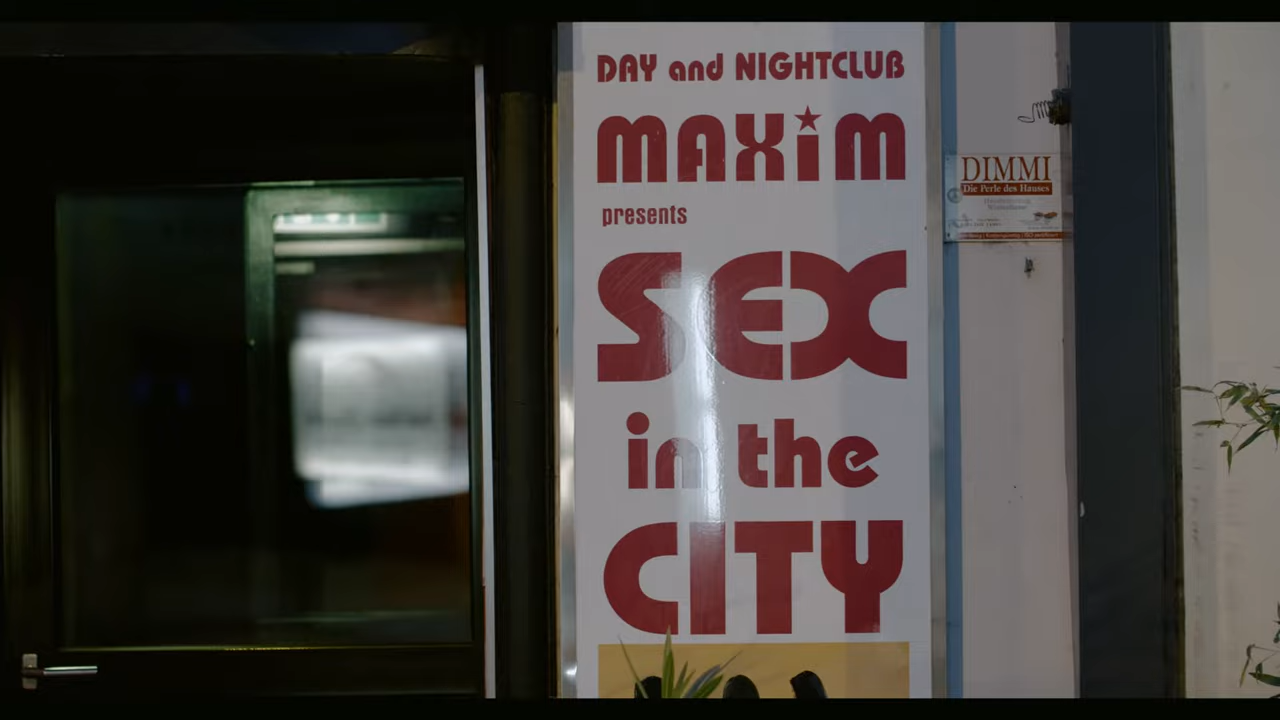 DAY and NIGHTCLUB
MAXiM
presents
SEX
in the
CITY
DIMMI
Die Perle des Hauses